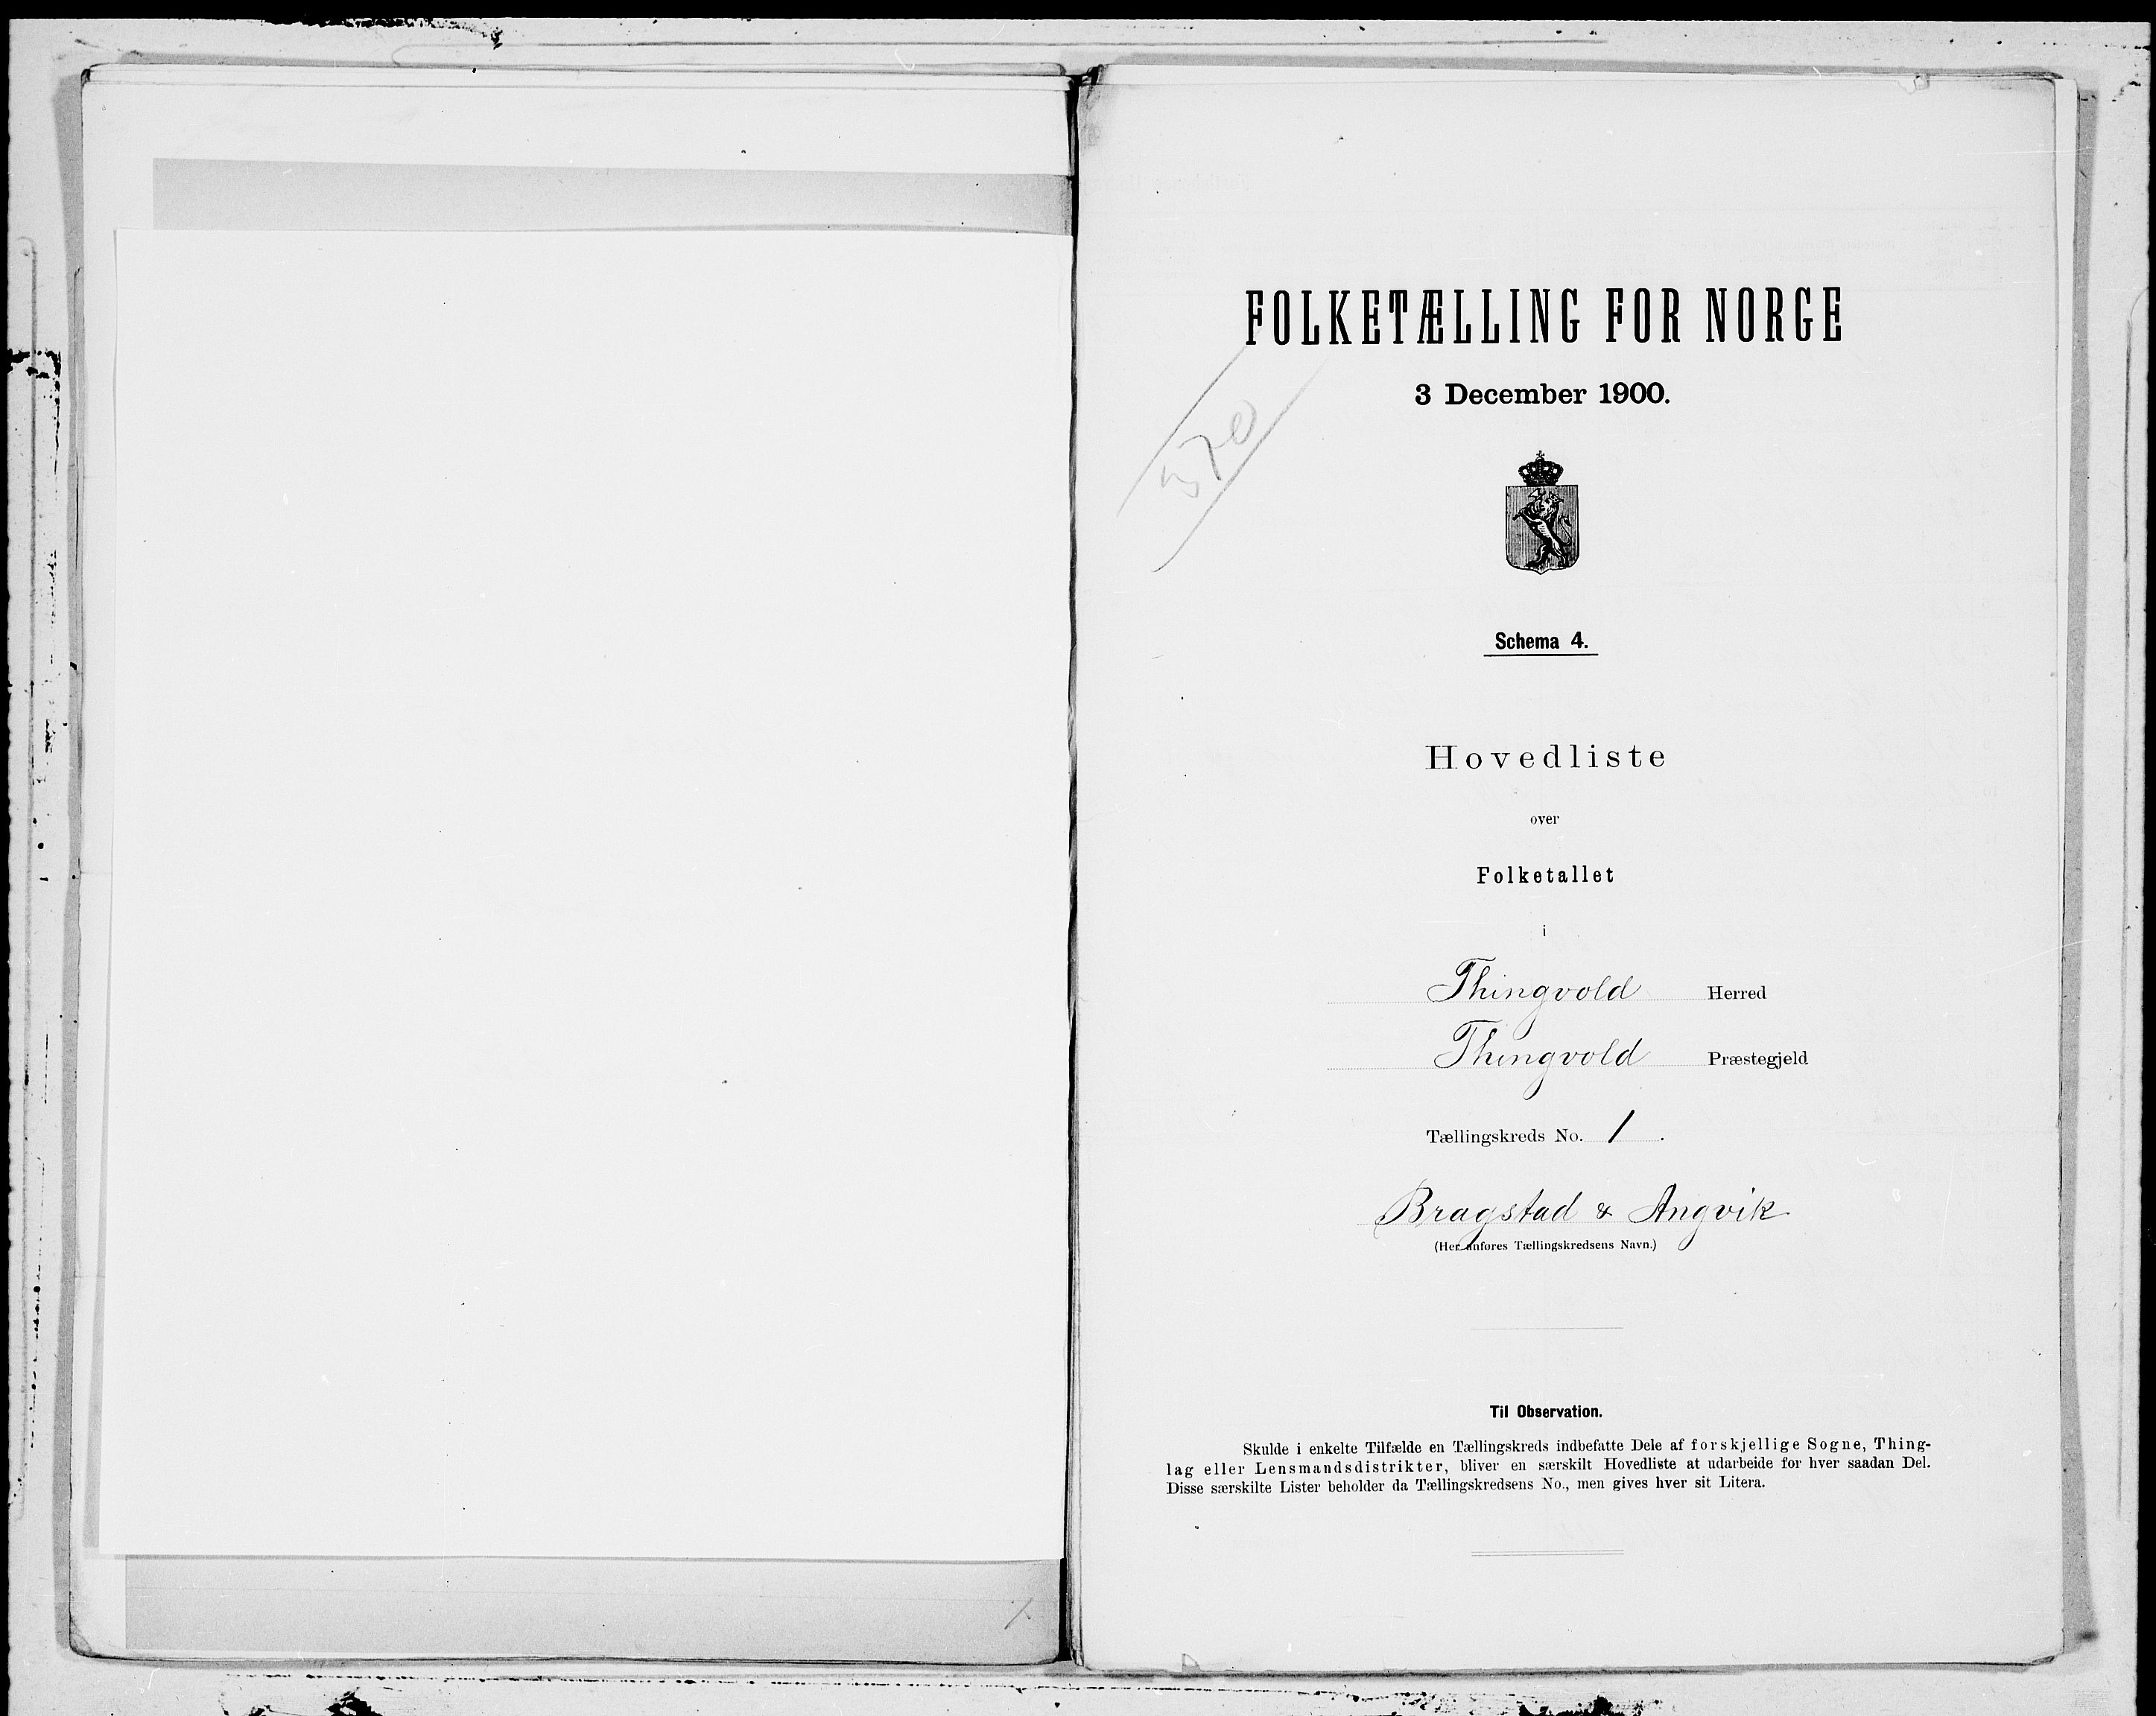 FOLKETÆLLING FOR NORGE
3 December 1900.
Schema 4.
Hovedliste
over
Folketallet
i
Thingvold Herred
Thingvold Præstegjeld
Tællingskreds No. 1.
Bragstad & Angvik
(Her anføres Tællingskredsens Navn.)
Til Observation.
Skulde i enkelte Tilfælde en Tællingskreds indbefatte Dele af forskjellige Sogne, Thing-
lag eller Lensmandsdistrikter, bliver en særskilt Hovedliste at udarbeide for hver saadan Del.
Disse særskilte Lister beholder da Tællingskredsens No., men gives hver sit Litera.